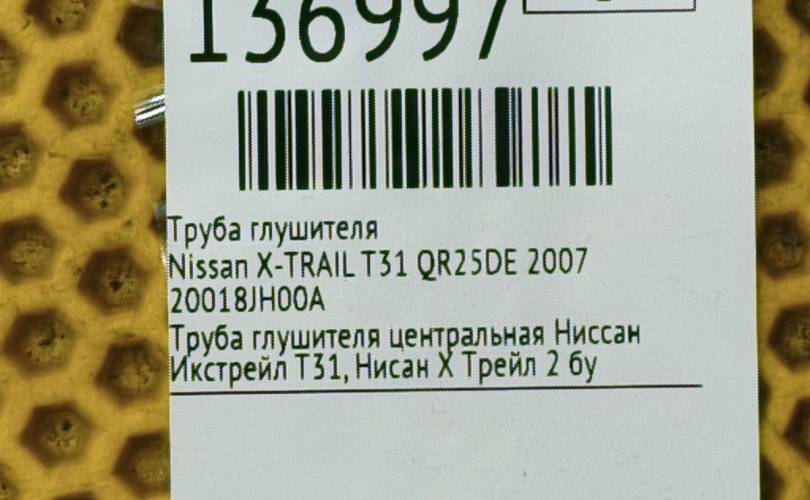 136997
Труба глушителя
Nissan X-TRAIL T31 QR25DE 2007
20018JH00A
Труба глушителя центральная Ниссан
Икстрейл Т31, Нисан Х Трейл 2 бу